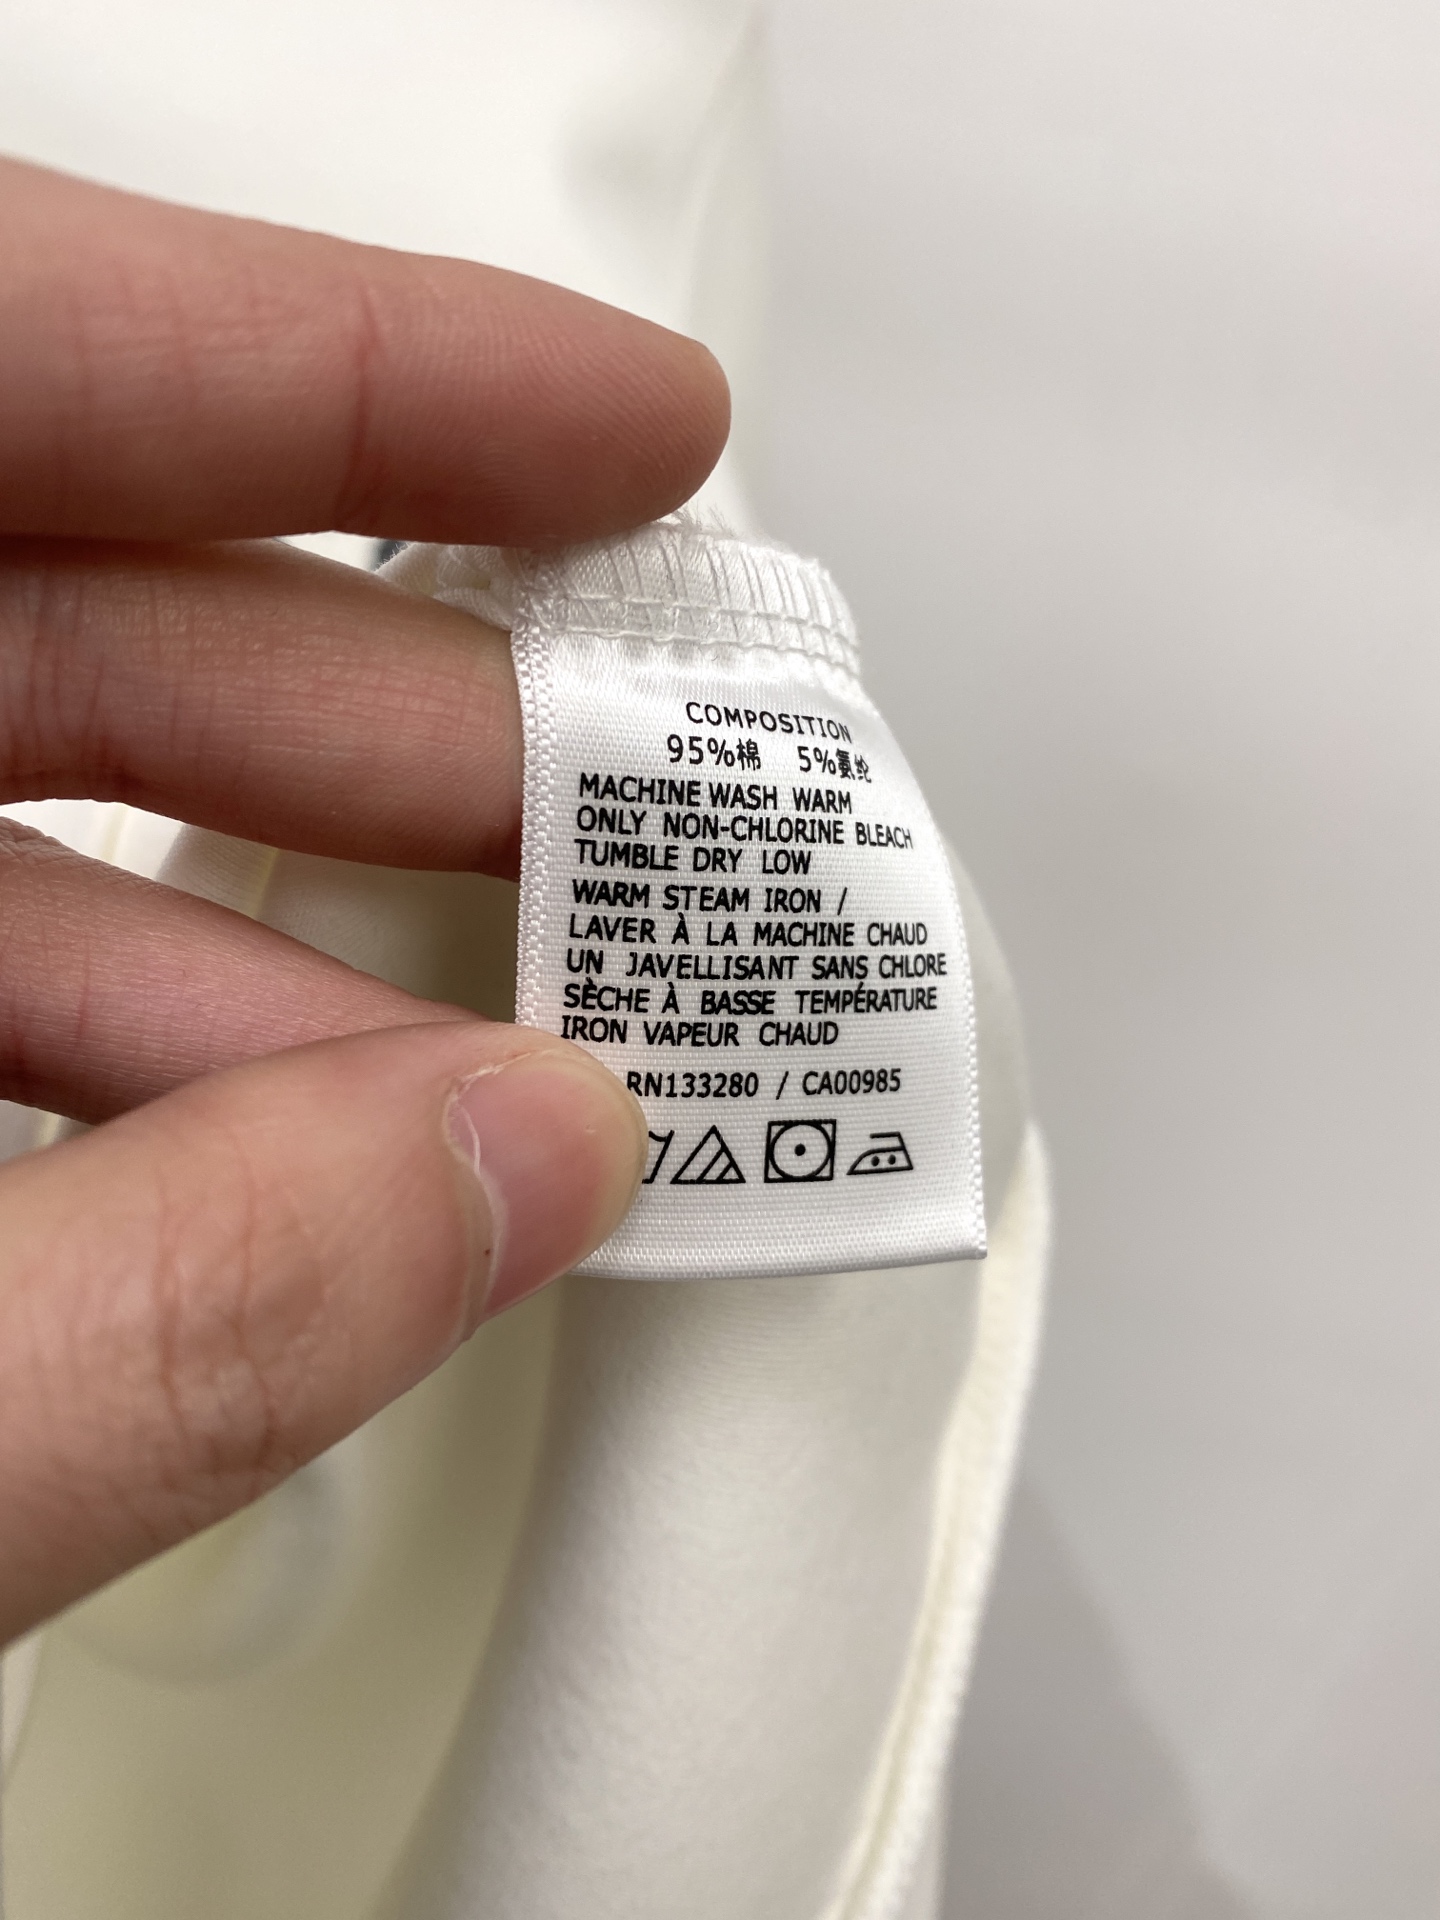 COMPOSITION
95%棉 5%氨纶
MACHINE WASH WARM
ONLY NON-CHLORINE BLEACH
TUMBLE DRY LOW
WARM STEAM IRON /
LAVER À LA MACHINE CHAUD
UN JAVELLISANT SANS CHLORE
SÈCHE À BASSE TEMPÉRATURE
IRON VAPEUR CHAUD
RN133280 / CA00985